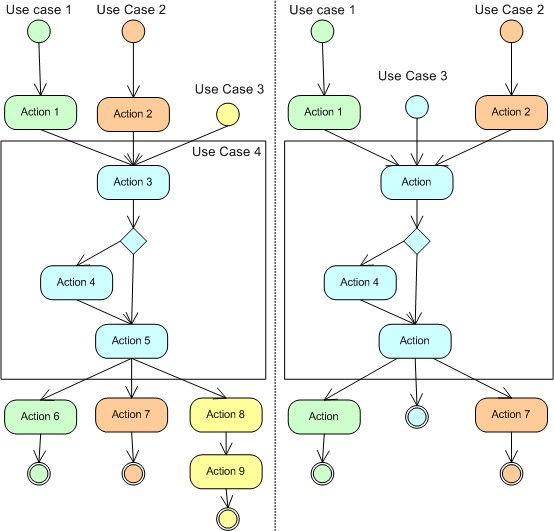 Use case 1
Use Case 2
Use Case 3
Action 1
Action 2
Use Case 4
Action 3
Action 4
Action 5
Action 6
Action 7
Action 8
Action 9
Use case 1
Use Case 2
Use Case 3
Action 1
Action 2
Action
Action 4
Action
Action
Action 7